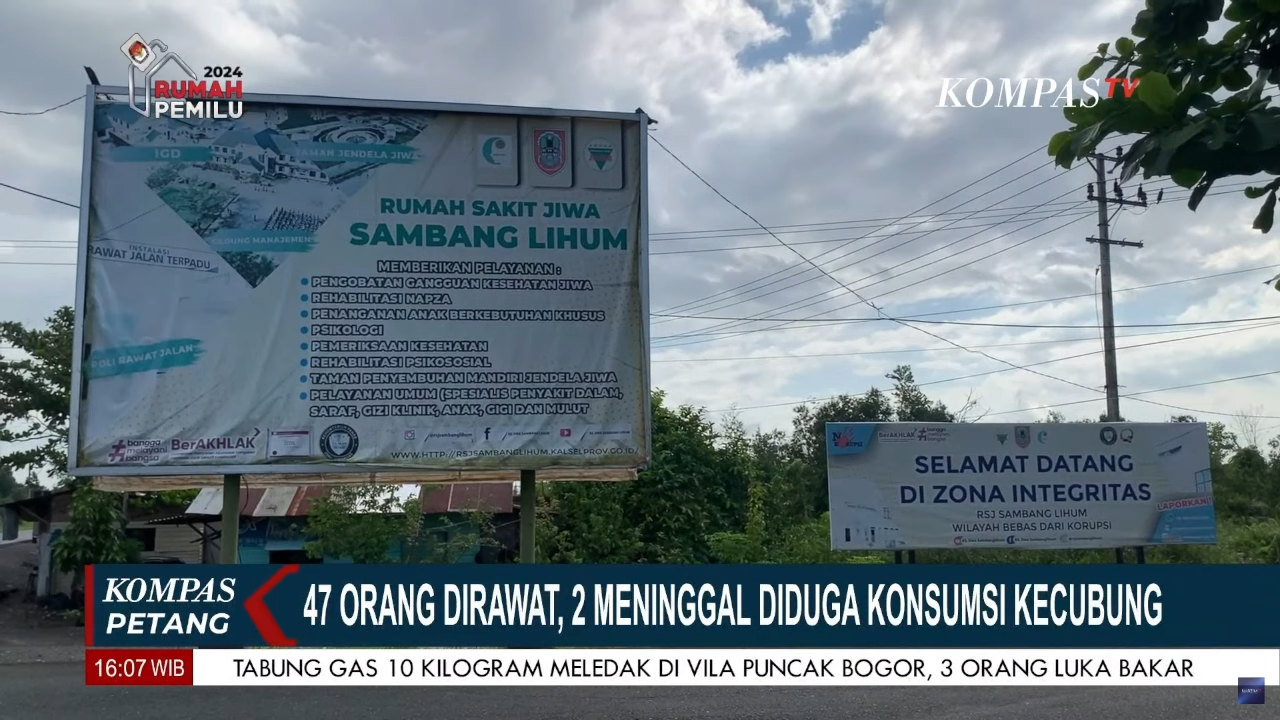 2024
RUMAH
PEMILU
KOMPASTV
IGD
TAMAN JENDELA JIWA
GEDUNG MANAJEMEN
INSTALASI
RAWAT JALAN TERPADU
POLI RAWAT JALAN
RUMAH SAKIT JIWA
SAMBANG LIHUM
MEMBERIKAN PELAYANAN :
PENGOBATAN GANGGUAN KESEHATAN JIWA
REHABILITASI NAPZA
PENANGANAN ANAK BERKEBUTUHAN KHUSUS
PSIKOLOGI
PEMERIKSAAN KESEHATAN
REHABILITASI PSIKOSOSIAL
TAMAN PENYEMBUHAN MANDIRI JENDELA JIWA
PELAYANAN UMUM (SPESIALIS PENYAKIT DALAM,
SARAF, GIZI KLINIK, ANAK, GIGI DAN MULUT
#bangga
melayani
bangsa
BerAKHLAK
WWW.HTTP://RSJSAMBANGLIHUM.KALSELPROV.GO.ID/
BerAKHLAK
SELAMAT DATANG
DI ZONA INTEGRITAS
RSJ SAMBANG LIHUM
WILAYAH BEBAS DARI KORUPSI
LAPORKAN!
KOMPAS
PETANG
47 ORANG DIRAWAT, 2 MENINGGAL DIDUGA KONSUMSI KECUBUNG
16:07 WIB
TABUNG GAS 10 KILOGRAM MELEDAK DI VILA PUNCAK BOGOR, 3 ORANG LUKA BAKAR